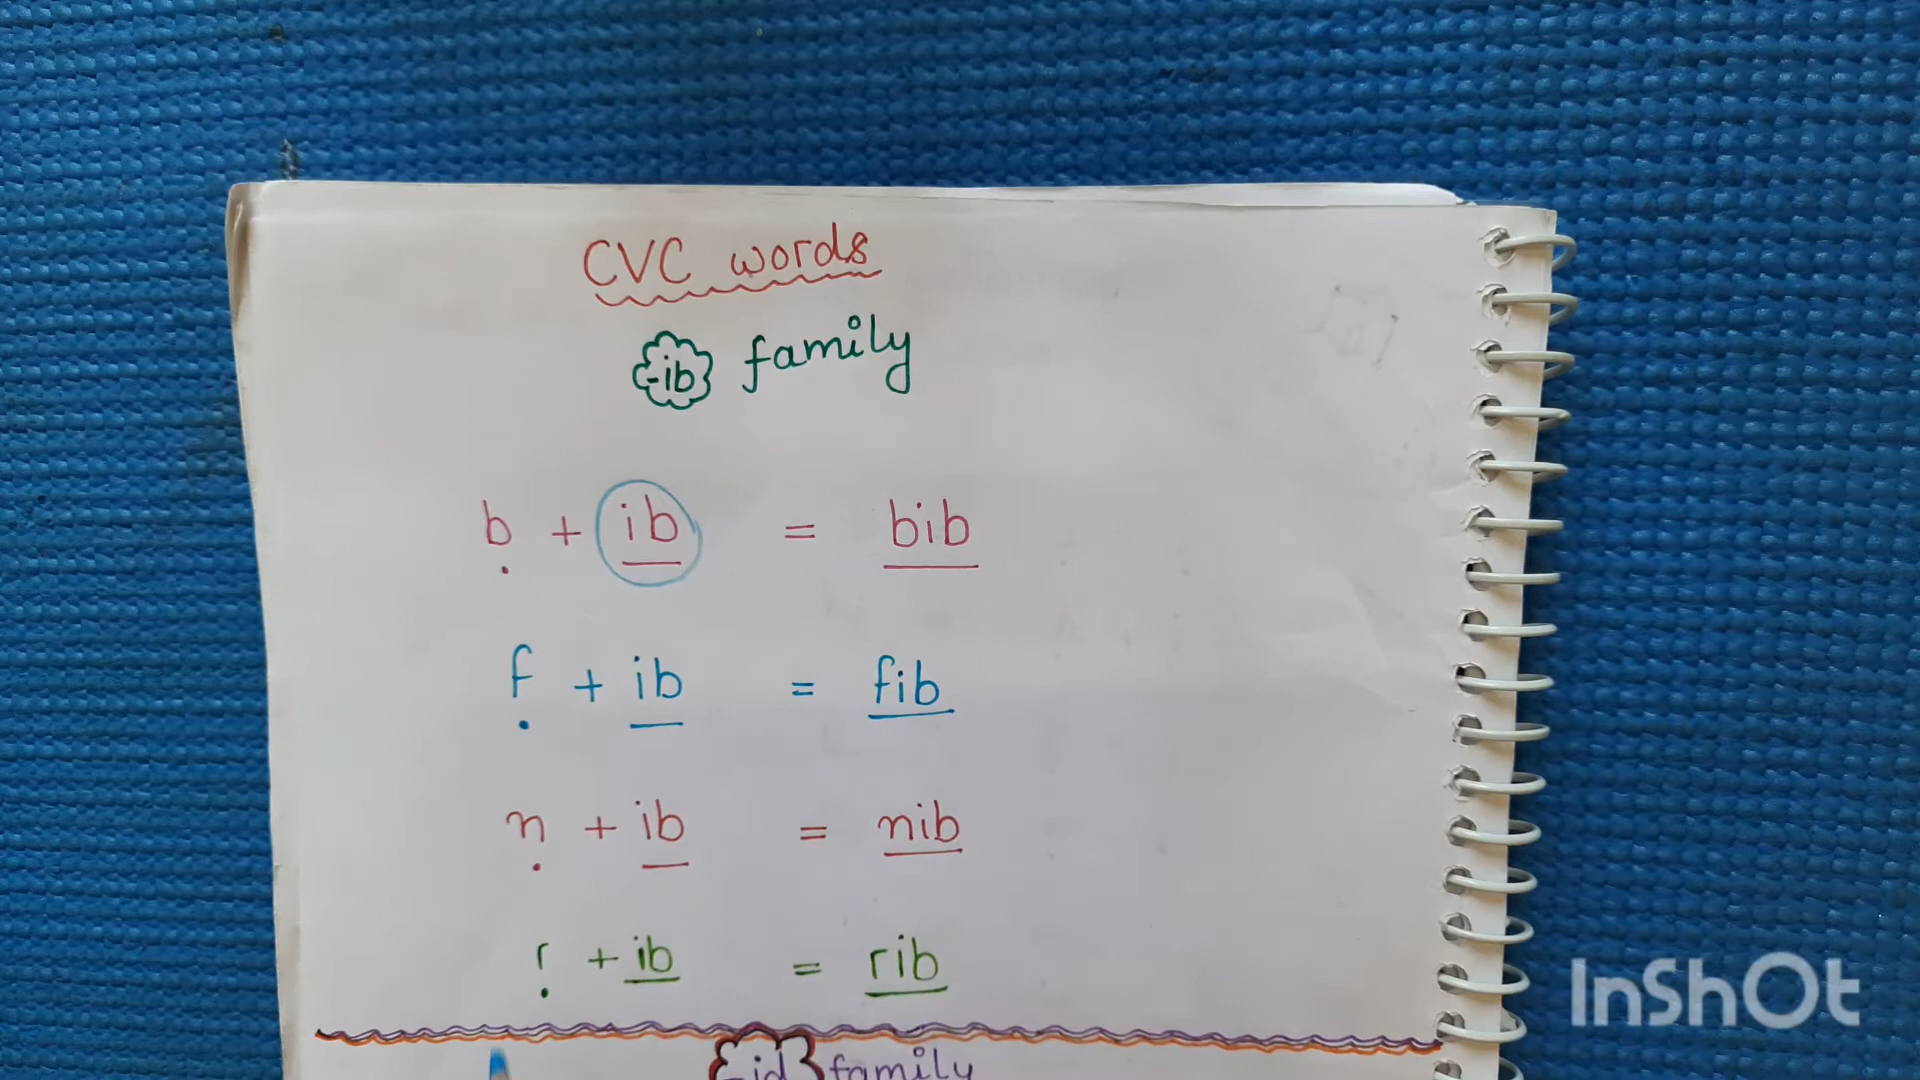 CVC words
-ib family
b + ib = bib
f + ib = fib
n + ib = nib
r + ib = rib
-id family
InShOt